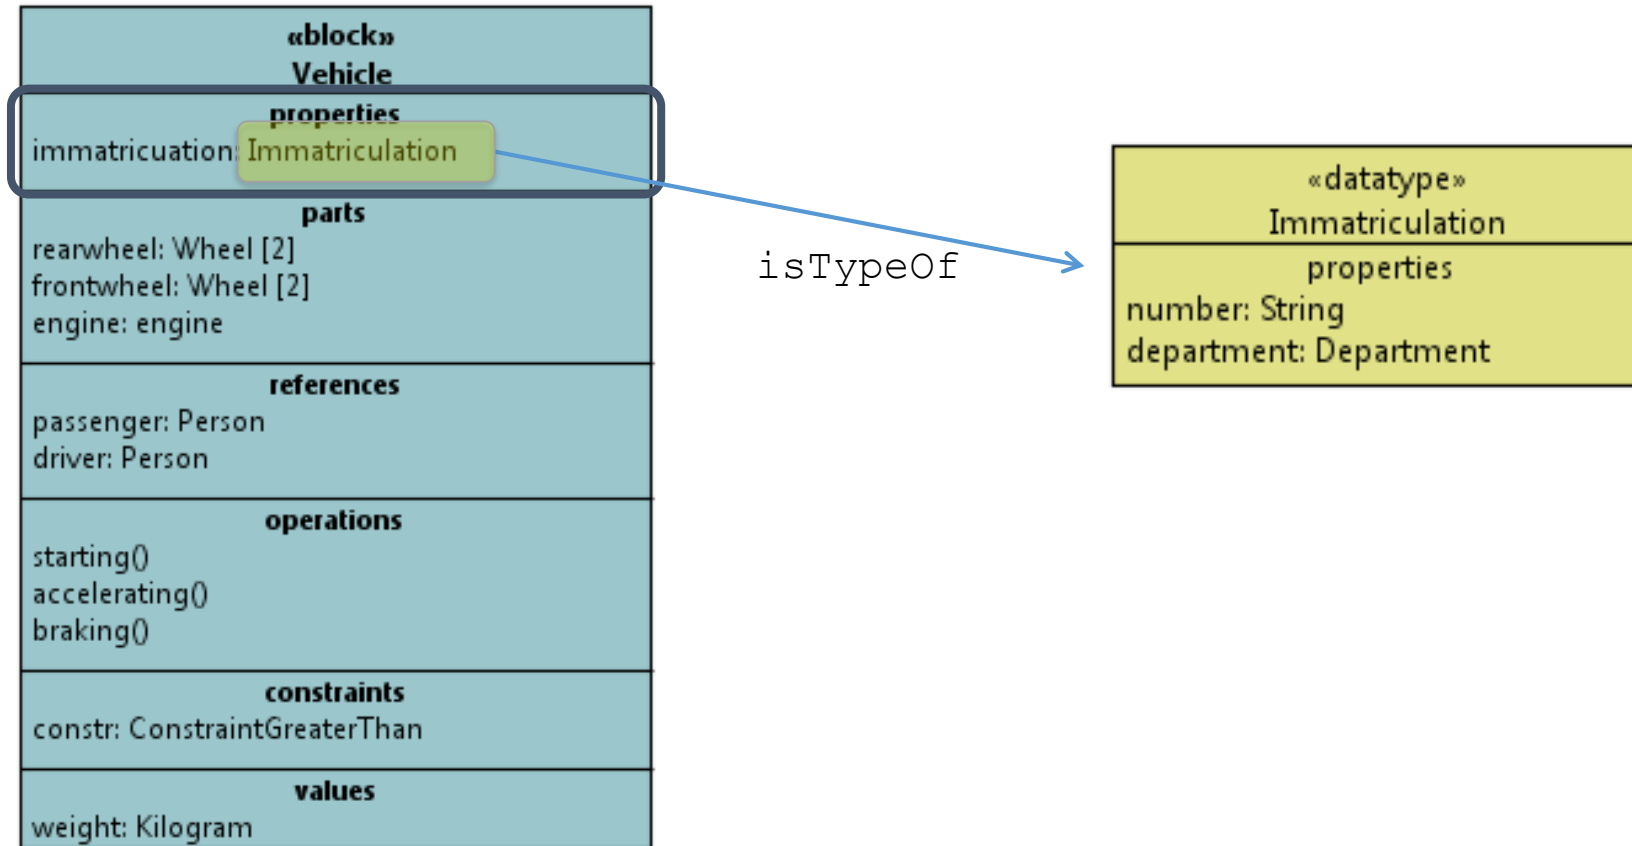 «block»
Vehicle
properties
immatricuation: Immatriculation
parts
rearwheel: Wheel [2]
frontwheel: Wheel [2]
engine: engine
references
passenger: Person
driver: Person
operations
starting()
accelerating()
braking()
constraints
constr: ConstraintGreaterThan
values
weight: Kilogram
isTypeOf
«datatype»
Immatriculation
properties
number: String
department: Department